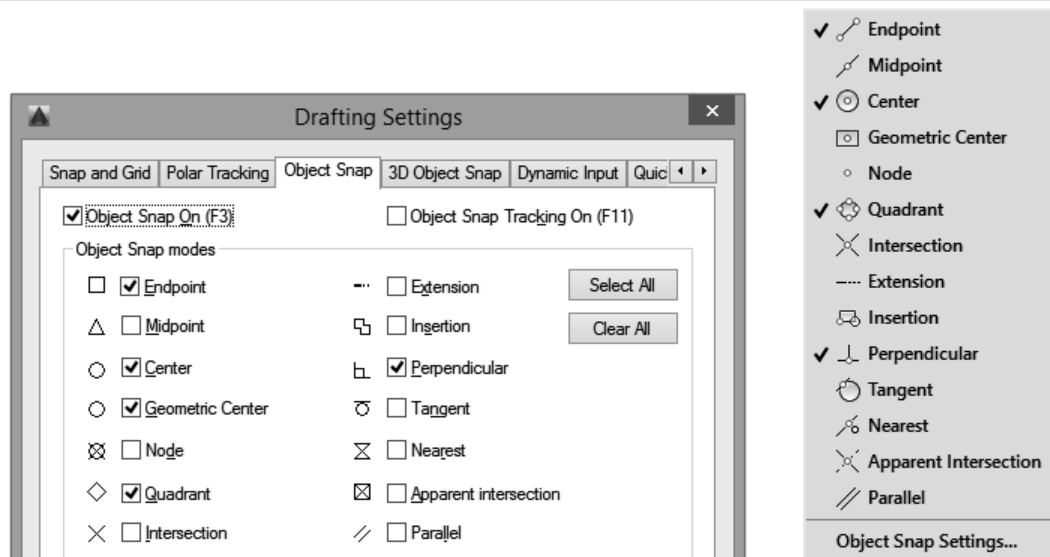 Drafting Settings
Snap and Grid Polar Tracking Object Snap 3D Object Snap Dynamic Input Quic
Object Snap On (F3) Object Snap Tracking On (F11)
Object Snap modes
Endpoint Extension Select All
Midpoint Insertion Clear All
Center Perpendicular
Geometric Center Tangent
Node Nearest
Quadrant Apparent intersection
Intersection Parallel
Endpoint
Midpoint
Center
Geometric Center
Node
Quadrant
Intersection
Extension
Insertion
Perpendicular
Tangent
Nearest
Apparent Intersection
Parallel
Object Snap Settings...